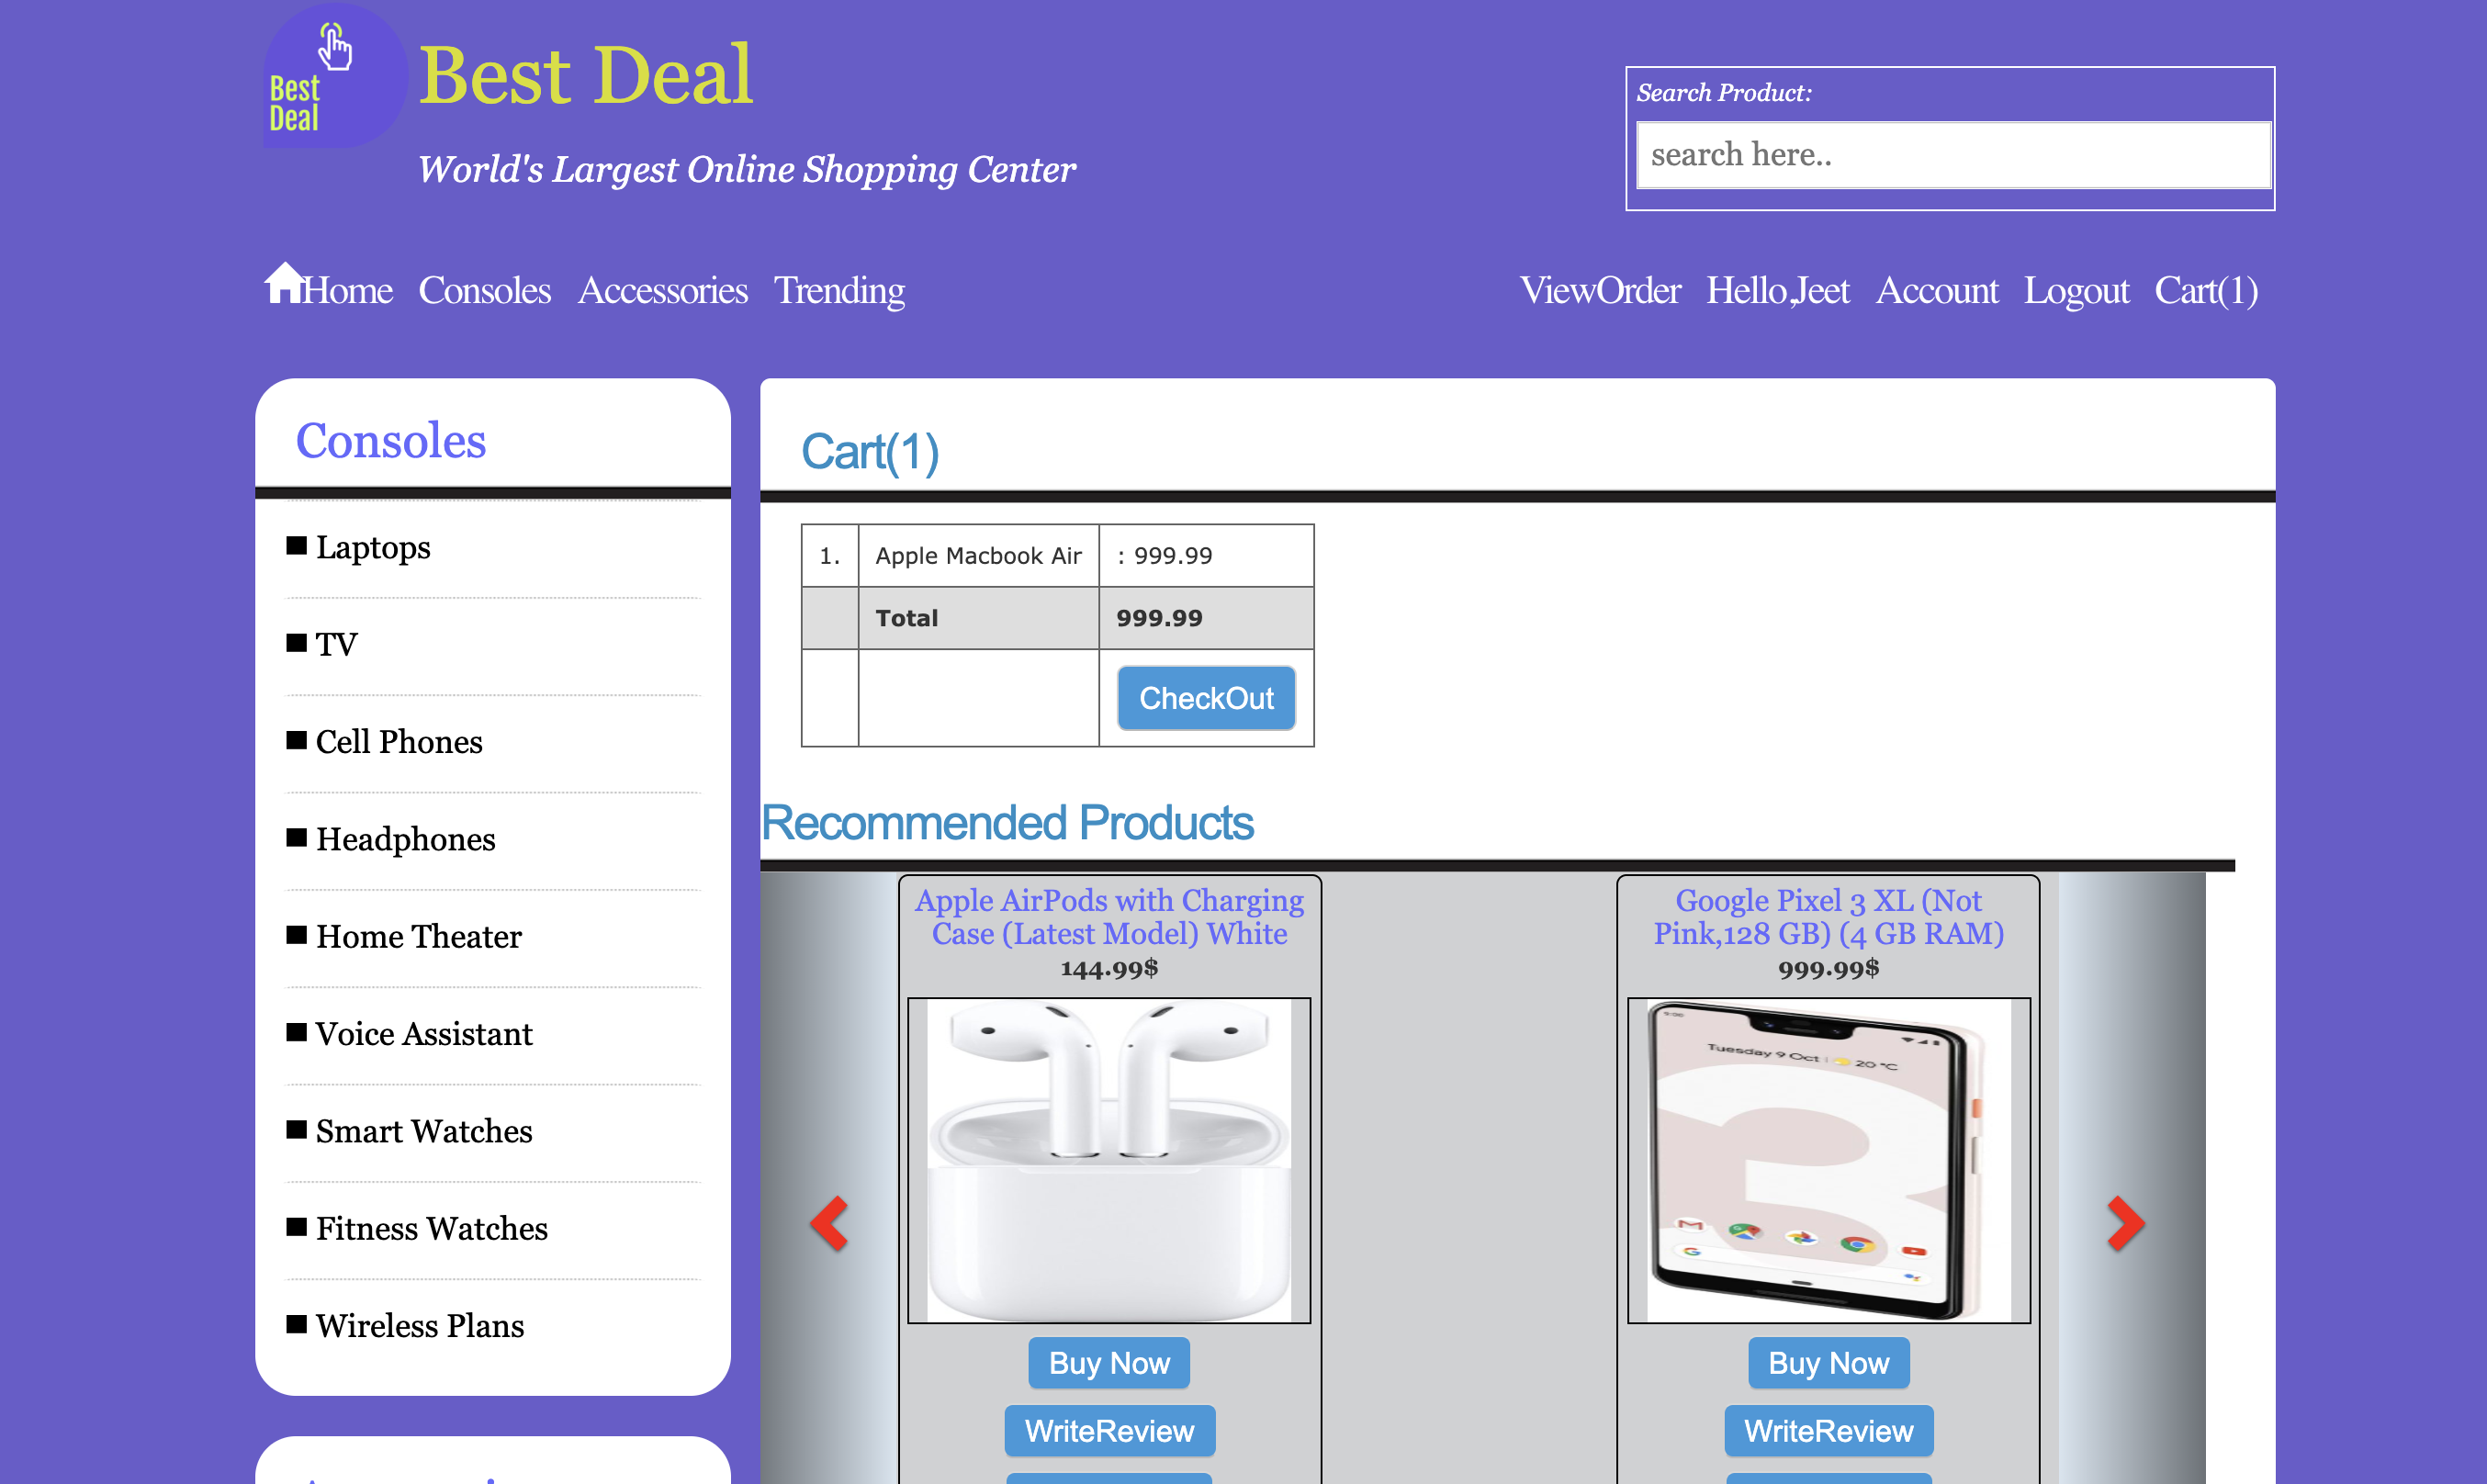 Best
Deal
Best Deal
World's Largest Online Shopping Center
Search Product:
search here..
Home Consoles Accessories Trending
ViewOrder Hello,Jeet Account Logout Cart(1)
Consoles
Laptops
TV
Cell Phones
Headphones
Home Theater
Voice Assistant
Smart Watches
Fitness Watches
Wireless Plans
Cart(1)
1. Apple Macbook Air : 999.99
Total 999.99
CheckOut
Recommended Products
Apple AirPods with Charging
Case (Latest Model) White
144.99$
Buy Now
WriteReview
Google Pixel 3 XL (Not
Pink,128 GB) (4 GB RAM)
999.99$
Tuesday 9 Oct 20 °C
Buy Now
WriteReview